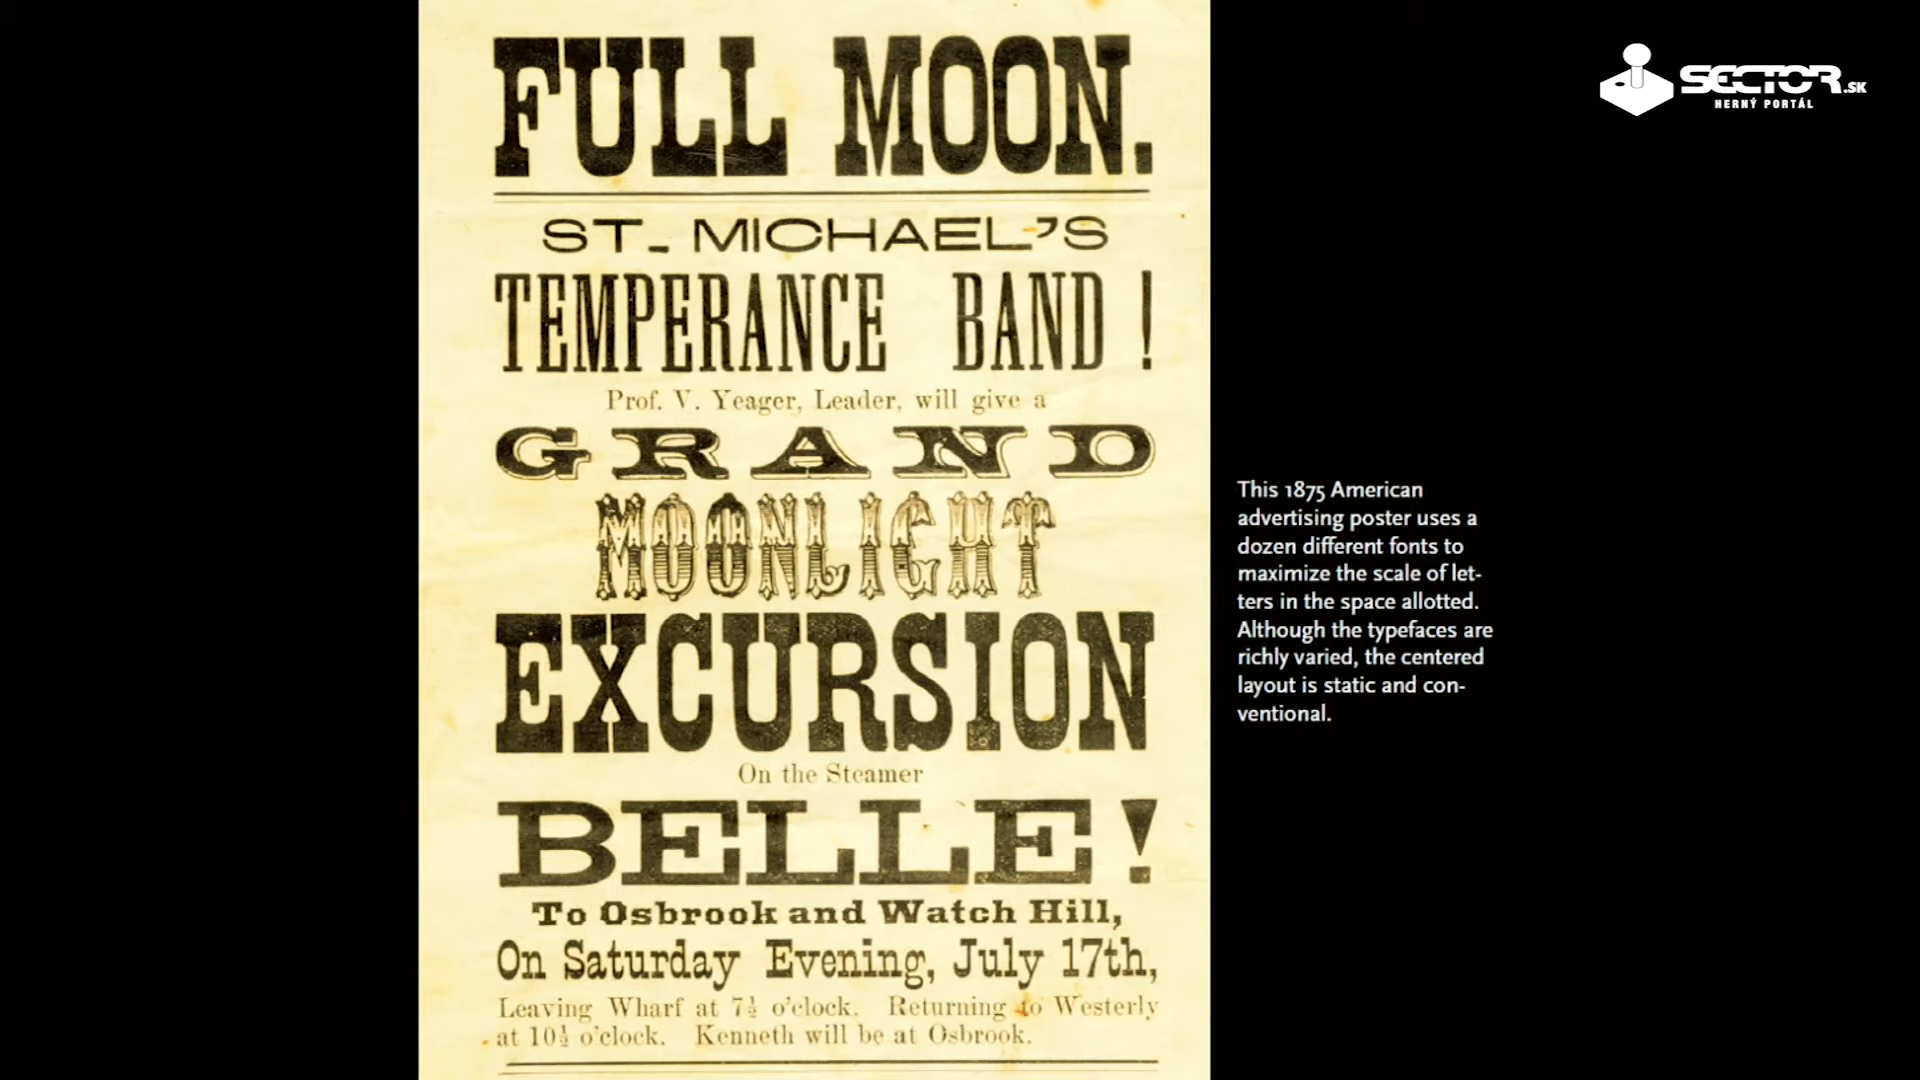 FULL MOON.
ST. MICHAEL'S
TEMPERANCE BAND !
Prof. V. Yeager, Leader, will give a
GRAND
MOONLIGHT
EXCURSION
On the Steamer
BELLE !
To Osbrook and Watch Hill,
On Saturday Evening, July 17th,
Leaving Wharf at 7½ o'clock. Returning to Westerly
at 10½ o'clock. Kenneth will be at Osbrook.
This 1875 American
advertising poster uses a
dozen different fonts to
maximize the scale of let-
ters in the space allotted.
Although the typefaces are
richly varied, the centered
layout is static and con-
ventional.
SECTOR.SK
HERNÝ PORTÁL